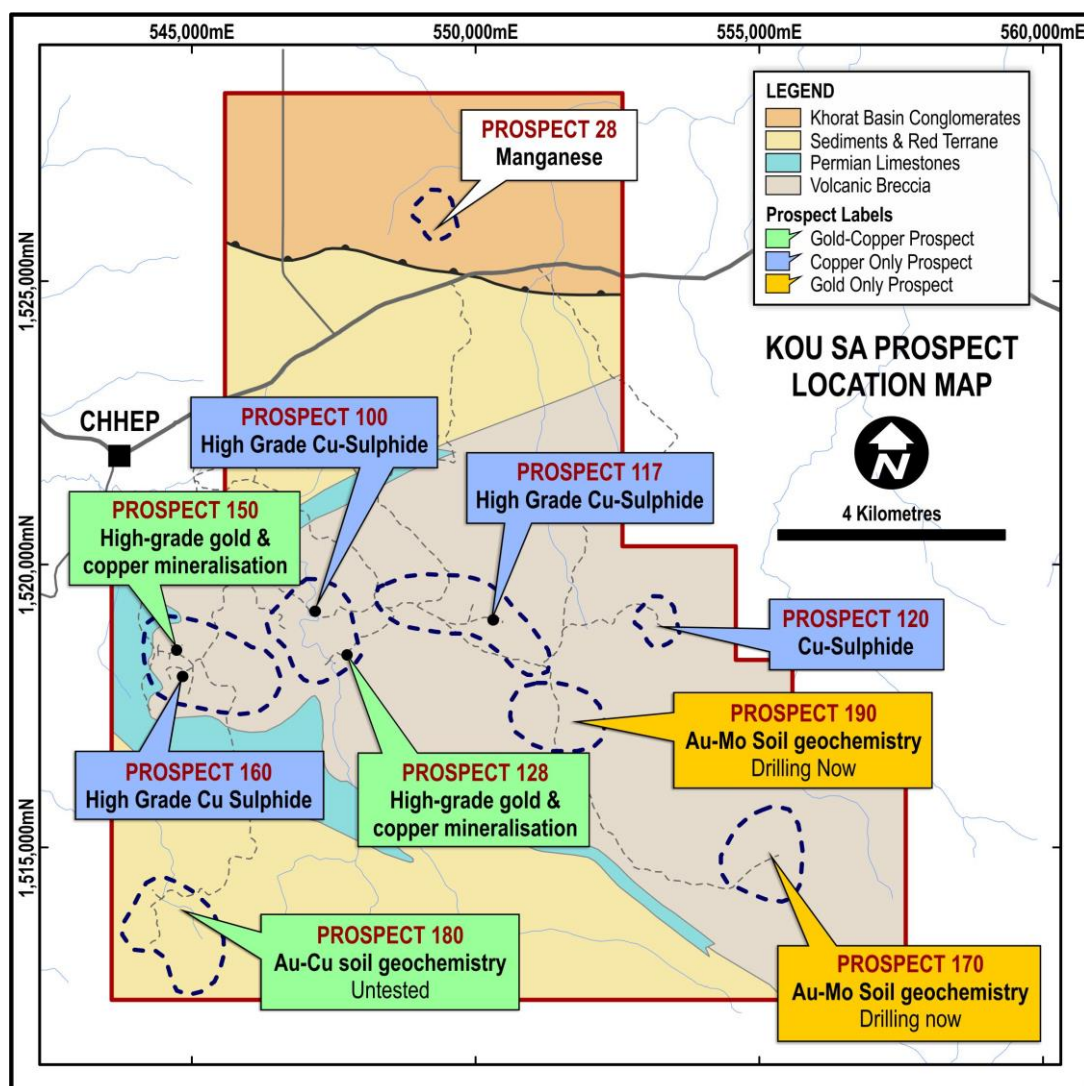 545,000mE
550,000mE
555,000mE
560,000mE
1,525,000mN
1,520,000mN
1,515,000mN
LEGEND
Khorat Basin Conglomerates
Sediments & Red Terrane
Permian Limestones
Volcanic Breccia
Prospect Labels
Gold-Copper Prospect
Copper Only Prospect
Gold Only Prospect
KOU SA PROSPECT
LOCATION MAP
N
4 Kilometres
PROSPECT 28
Manganese
CHHEP
PROSPECT 100
High Grade Cu-Sulphide
PROSPECT 117
High Grade Cu-Sulphide
PROSPECT 150
High-grade gold &
copper mineralisation
PROSPECT 120
Cu-Sulphide
PROSPECT 190
Au-Mo Soil geochemistry
Drilling Now
PROSPECT 160
High Grade Cu Sulphide
PROSPECT 128
High-grade gold &
copper mineralisation
PROSPECT 180
Au-Cu soil geochemistry
Untested
PROSPECT 170
Au-Mo Soil geochemistry
Drilling now